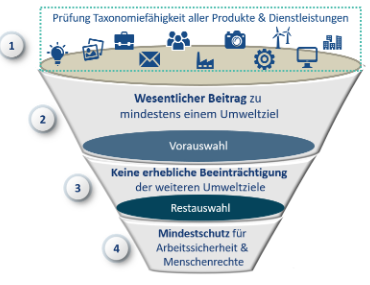 Prüfung Taxonomiefähigkeit aller Produkte & Dienstleistungen
1
Wesentlicher Beitrag zu
mindestens einem Umweltziel
2
Vorauswahl
Keine erhebliche Beeinträchtigung
der weiteren Umweltziele
3
Restauswahl
Mindestschutz für
Arbeitssicherheit &
Menschenrechte
4